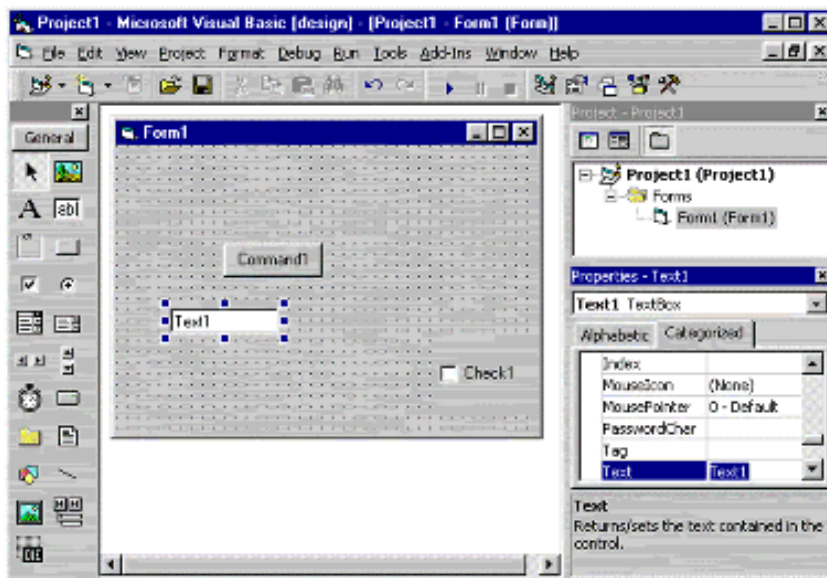 Project1 - Microsoft Visual Basic [design] - [Project1 - Form1 (Form)]
File Edit View Project Format Debug Run Tools Add-Ins Window Help
General
A
ab|
Form1
Command1
Text1
Check1
Project - Project1
Project1 (Project1)
Forms
Form1 (Form1)
Properties - Text1
Text1 TextBox
Alphabetic Categorized
Index
MouseIcon (None)
MousePointer 0 - Default
PasswordChar
Tag
Text Text1
Text
Returns/sets the text contained in the
control.